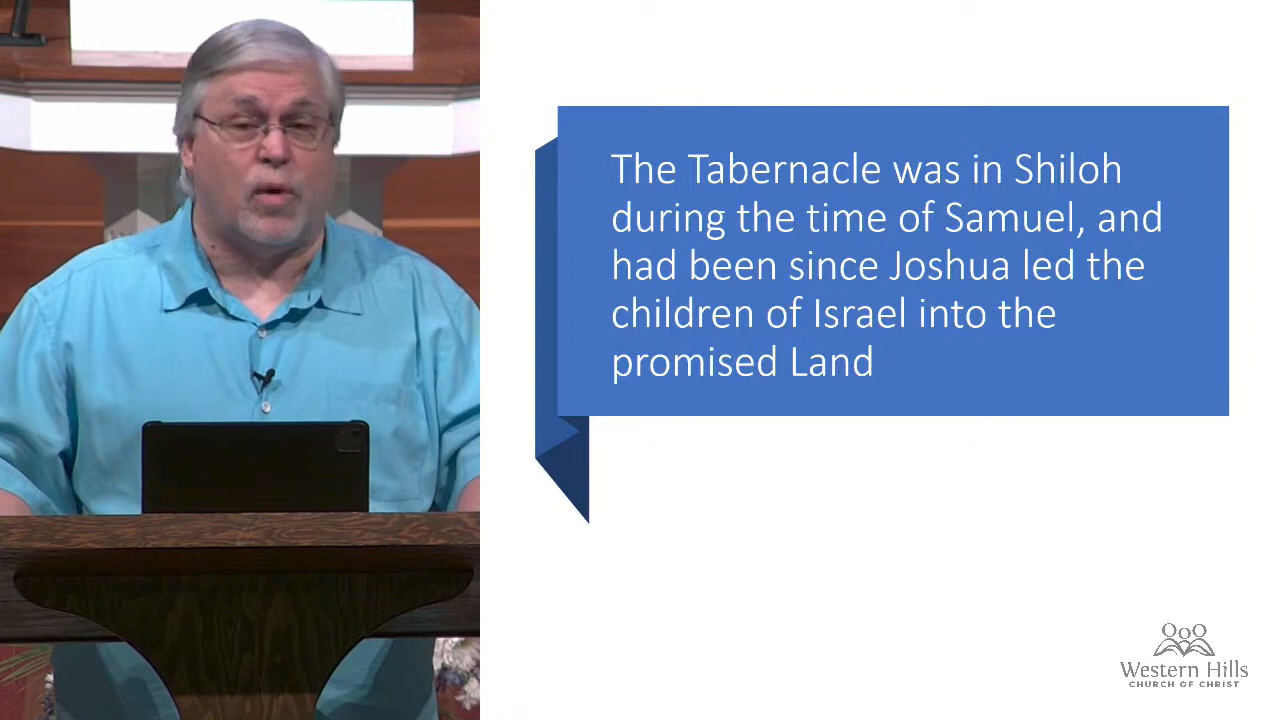 The Tabernacle was in Shiloh
during the time of Samuel, and
had been since Joshua led the
children of Israel into the
promised Land
Western Hills
CHURCH OF CHRIST